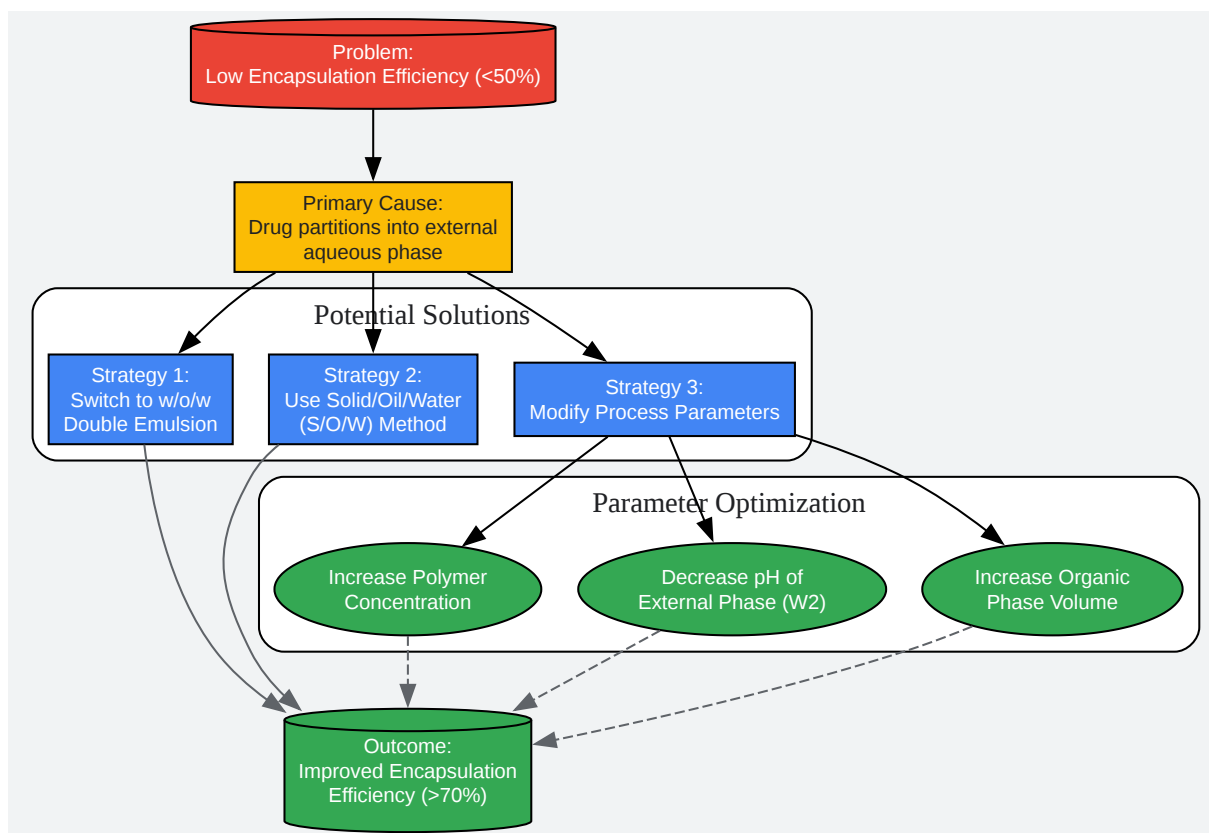 Problem:
Low Encapsulation Efficiency (<50%)
Primary Cause:
Drug partitions into external
aqueous phase
Potential Solutions
Strategy 1:
Switch to w/o/w
Double Emulsion
Strategy 2:
Use Solid/Oil/Water
(S/O/W) Method
Strategy 3:
Modify Process Parameters
Parameter Optimization
Increase Polymer
Concentration
Decrease pH of
External Phase (W2)
Increase Organic
Phase Volume
Outcome:
Improved Encapsulation
Efficiency (>70%)